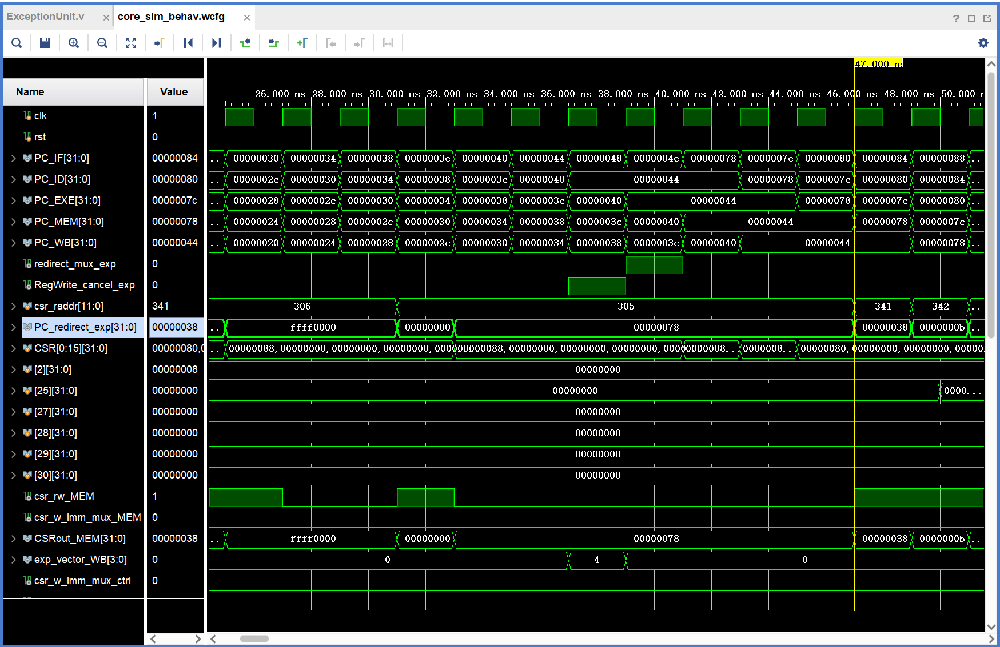 ExceptionUnit.v × core_sim_behav.wcfg ×
?
47.000 ns
Name Value 26.000 ns 28.000 ns 30.000 ns 32.000 ns 34.000 ns 36.000 ns 38.000 ns 40.000 ns 42.000 ns 44.000 ns 46.000 ns 48.000 ns 50.000 n
clk 1
rst 0
PC_IF[31:0] 00000084 .. 00000030 00000034 00000038 0000003c 00000040 00000044 00000048 0000004c 00000078 0000007c 00000080 00000084 00000088 ..
PC_ID[31:0] 00000080 .. 0000002c 00000030 00000034 00000038 0000003c 00000040 00000044 00000078 0000007c 00000080 00000084 ..
PC_EXE[31:0] 0000007c .. 00000028 0000002c 00000030 00000034 00000038 0000003c 00000040 00000044 00000078 0000007c 00000080 ..
PC_MEM[31:0] 00000078 .. 00000024 00000028 0000002c 00000030 00000034 00000038 0000003c 00000040 00000044 00000078 0000007c ..
PC_WB[31:0] 00000044 .. 00000020 00000024 00000028 0000002c 00000030 00000034 00000038 0000003c 00000040 00000044 00000078 ..
redirect_mux_exp 0
RegWrite_cancel_exp 0
csr_raddr[11:0] 341 306 305 341 342 ..
PC_redirect_exp[31:0] 00000038 .. ffff0000 00000000 00000078 00000038 0000000b ..
CSR[0:15][31:0] 00000080,0 .. 00000088,00000000,00000000,00000000,000 00000088,00000000,00000000,00000000,000 0000008... 0000008... 00000080,00000000,00000000,00000...
[2][31:0] 00000008 00000008
[25][31:0] 00000000 00000000 0000...
[27][31:0] 00000000 00000000
[28][31:0] 00000000 00000000
[29][31:0] 00000000 00000000
[30][31:0] 00000000 00000000
csr_rw_MEM 1
csr_w_imm_mux_MEM 0
CSRout_MEM[31:0] 00000038 .. ffff0000 00000000 00000078 00000038 0000000b ..
exp_vector_WB[3:0] 0 0 4 0
csr_w_imm_mux_ctrl 0